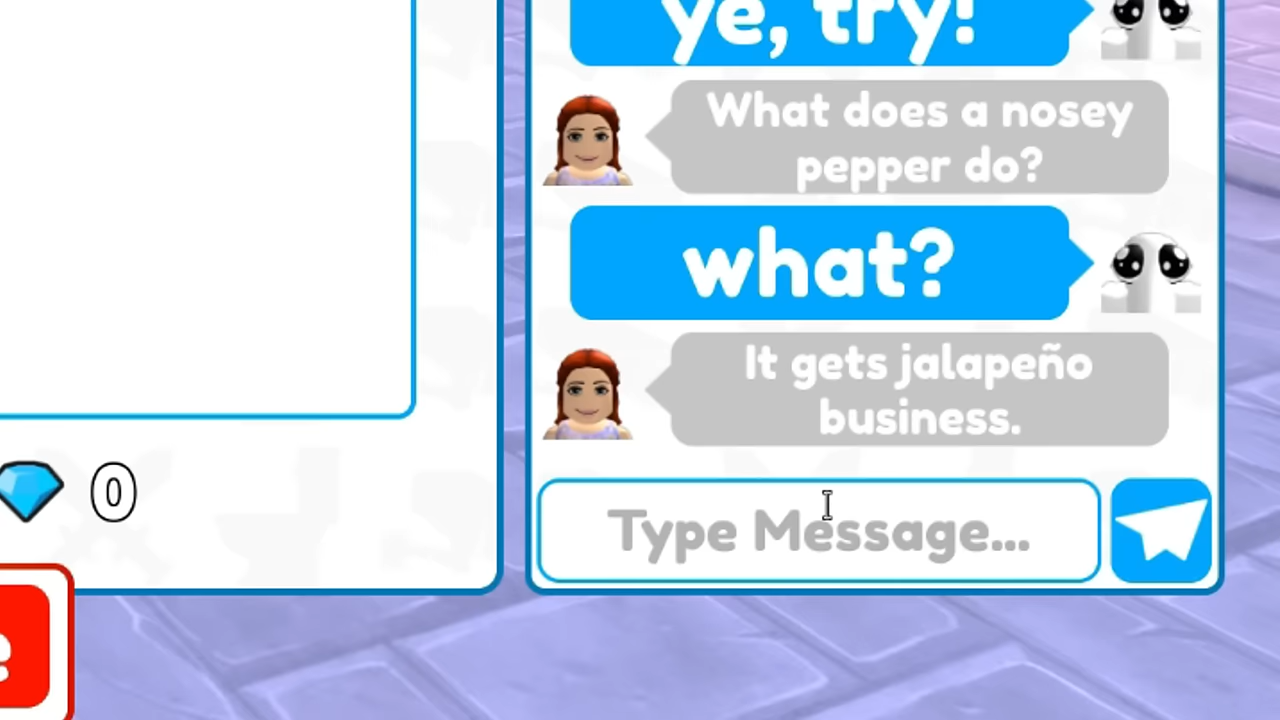 ye, try!
What does a nosey
pepper do?
what?
It gets jalapeño
business.
0
Type Message...
e